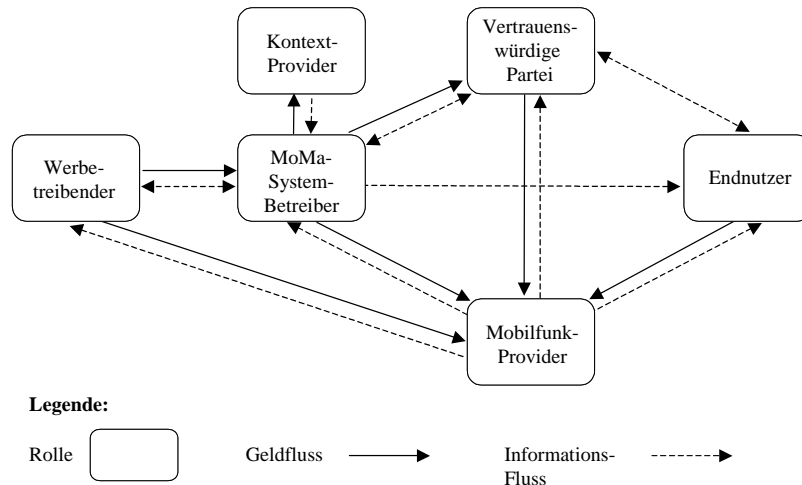 Kontext-
Provider
Vertrauens-
würdige
Partei
Werbe-
treibender
MoMa-
System-
Betreiber
Endnutzer
Mobilfunk-
Provider
Legende:
Rolle
Geldfluss
Informations-
Fluss